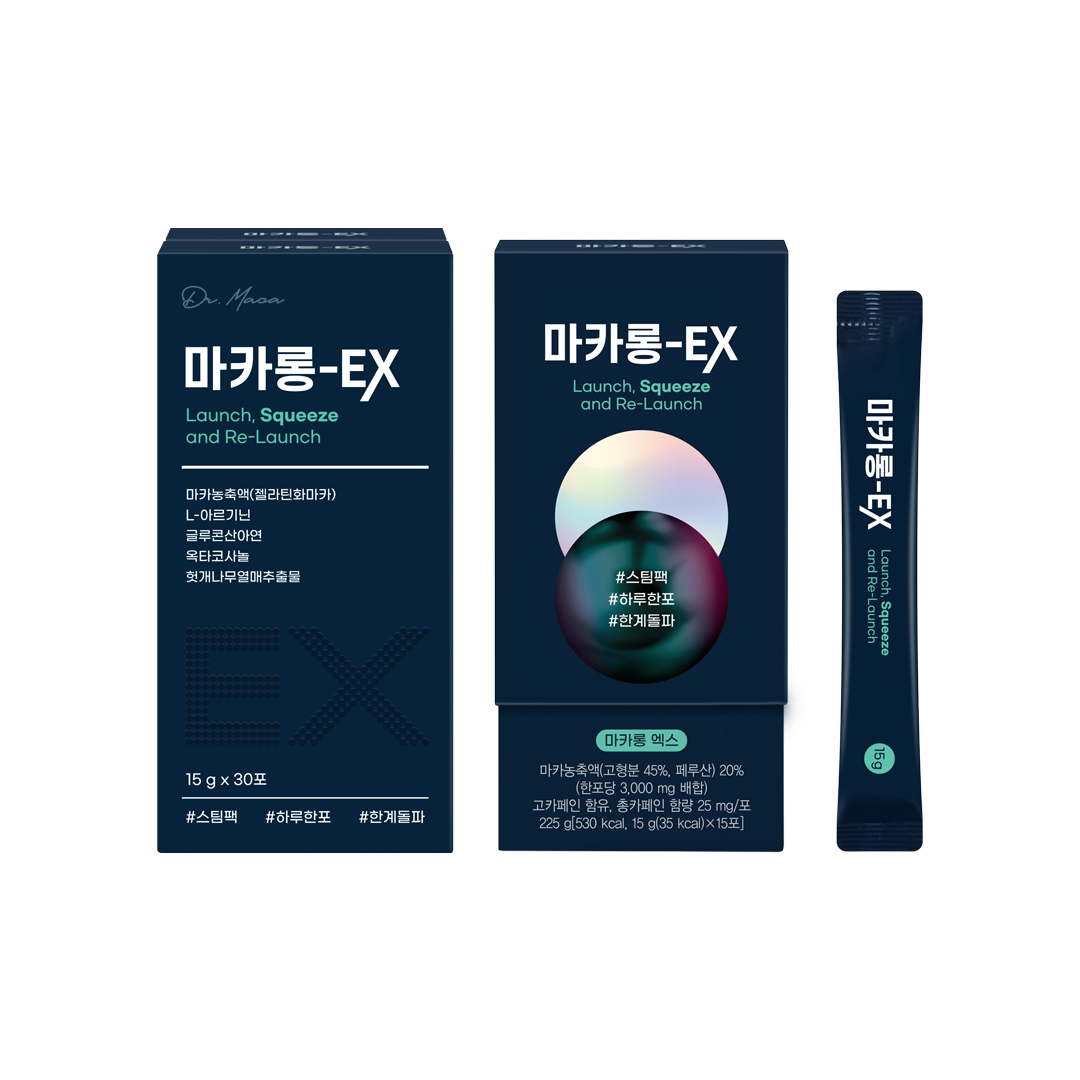 마카롱-EX
마카롱-EX
Dr. Maca
마카롱-EX
Launch, Squeeze
and Re-Launch
마카농축액(젤라틴화마카)
L-아르기닌
글루콘산아연
옥타코사놀
헛개나무열매추출물
EX
15 g x 30포
#스팀팩 #하루한포 #한계돌파
마카롱-EX
마카롱-EX
Launch, Squeeze
and Re-Launch
#스팀팩
#하루한포
#한계돌파
마카롱 엑스
마카농축액(고형분 45%, 페루산) 20%
(한포당 3,000 mg 배합)
고카페인 함유, 총카페인 함량 25 mg/포
225 g[530 kcal, 15 g(35 kcal)×15포]
마카롱-EX
Launch, Squeeze
and Re-Launch
15 g